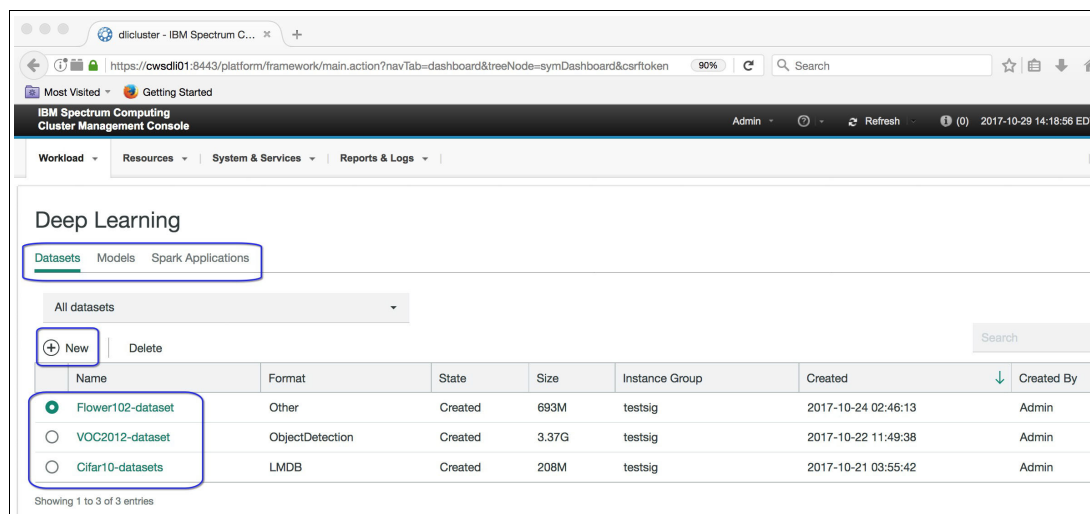 dlicluster - IBM Spectrum C...
https://cwsdli01:8443/platform/framework/main.action?navTab=dashboard&treeNode=symDashboard&csrftoken 90% Search
Most Visited Getting Started
IBM Spectrum Computing
Cluster Management Console
Admin Refresh (0) 2017-10-29 14:18:56 ED
Workload Resources System & Services Reports & Logs
Deep Learning
Datasets Models Spark Applications
All datasets
New Delete Search
Name Format State Size Instance Group Created Created By
Flower102-dataset Other Created 693M testsig 2017-10-24 02:46:13 Admin
VOC2012-dataset ObjectDetection Created 3.37G testsig 2017-10-22 11:49:38 Admin
Cifar10-datasets LMDB Created 208M testsig 2017-10-21 03:55:42 Admin
Showing 1 to 3 of 3 entries